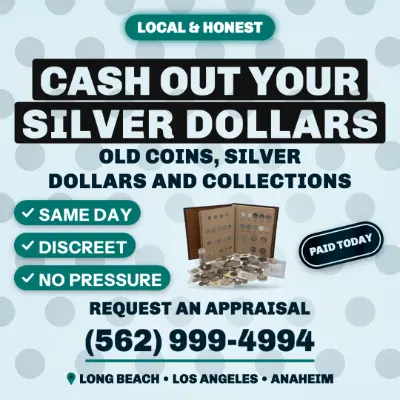 LOCAL & HONEST
CASH OUT YOUR
SILVER DOLLARS
OLD COINS, SILVER
DOLLARS AND COLLECTIONS
SAME DAY
DISCREET
NO PRESSURE
PAID TODAY
REQUEST AN APPRAISAL
(562) 999-4994
LONG BEACH • LOS ANGELES • ANAHEIM